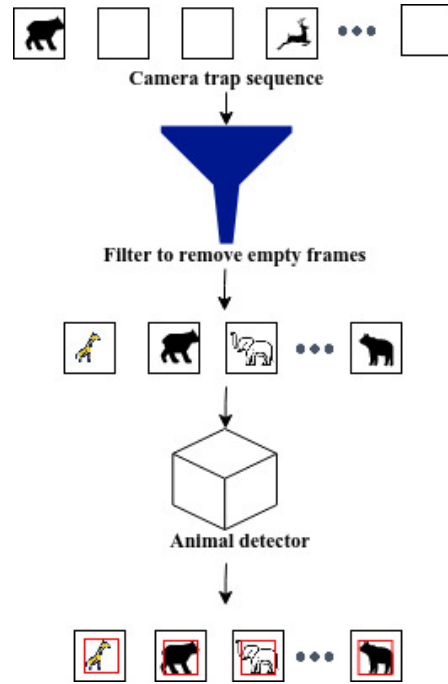 Camera trap sequence
Filter to remove empty frames
Animal detector